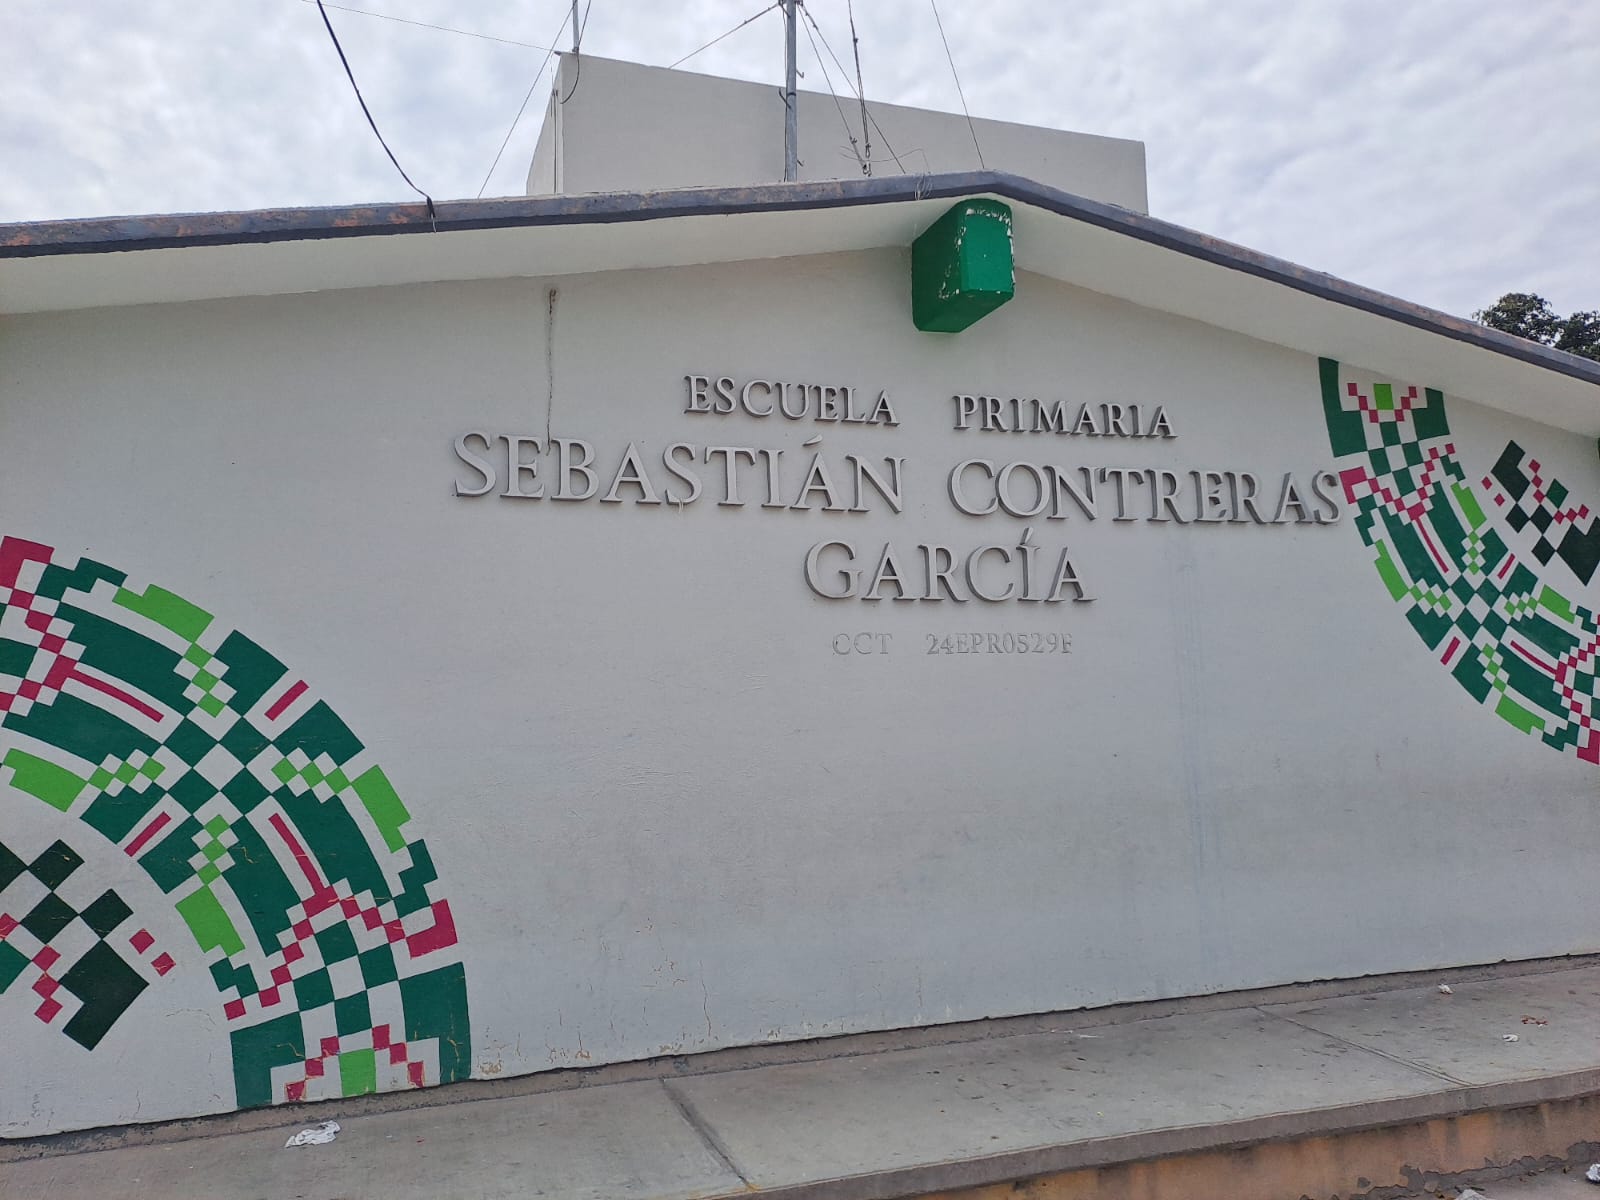 ESCUELA PRIMARIA
SEBASTIÁN CONTRERAS
GARCÍA
CCT 24EPR0529F